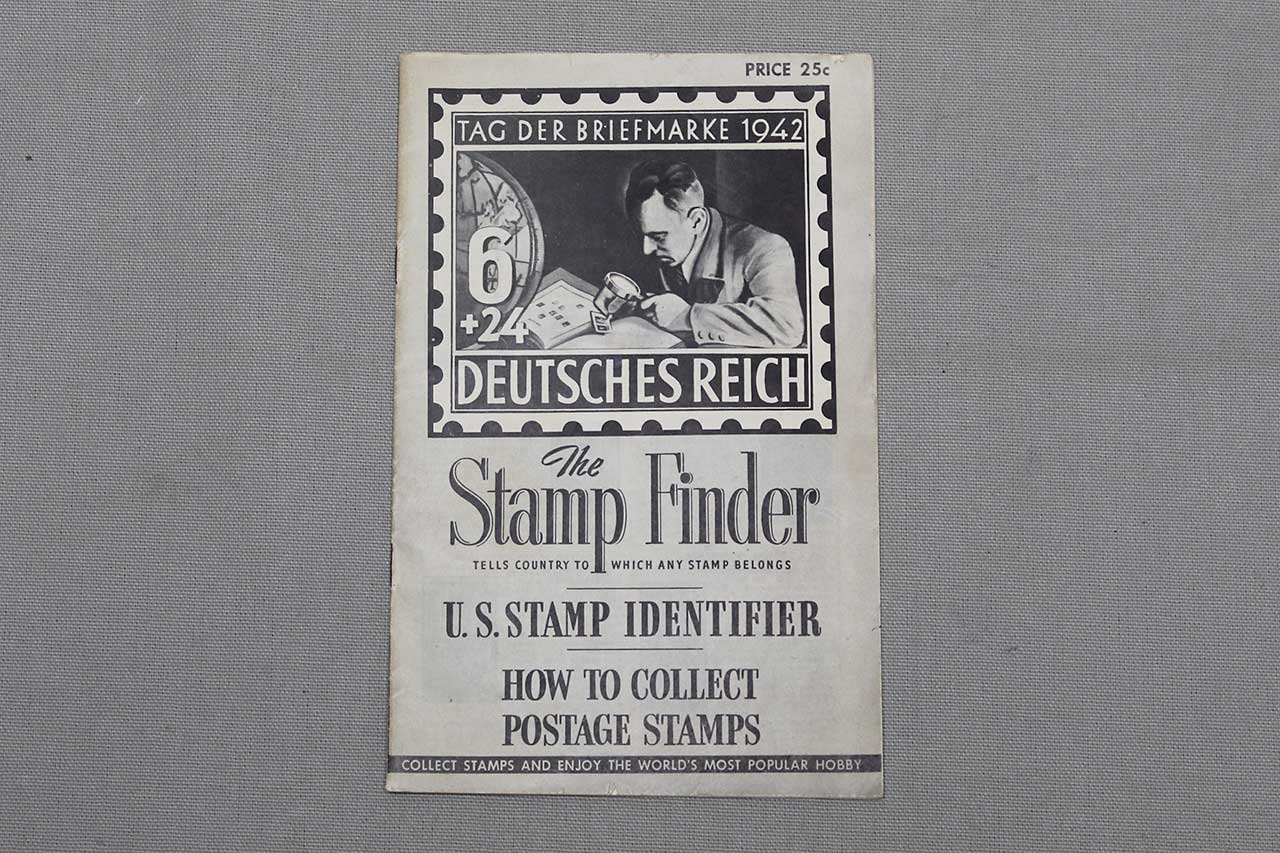 PRICE 25c
TAG DER BRIEFMARKE 1942
6
+24
DEUTSCHES REICH
The
Stamp Finder
TELLS COUNTRY TO WHICH ANY STAMP BELONGS
U. S. STAMP IDENTIFIER
HOW TO COLLECT
POSTAGE STAMPS
COLLECT STAMPS AND ENJOY THE WORLD'S MOST POPULAR HOBBY